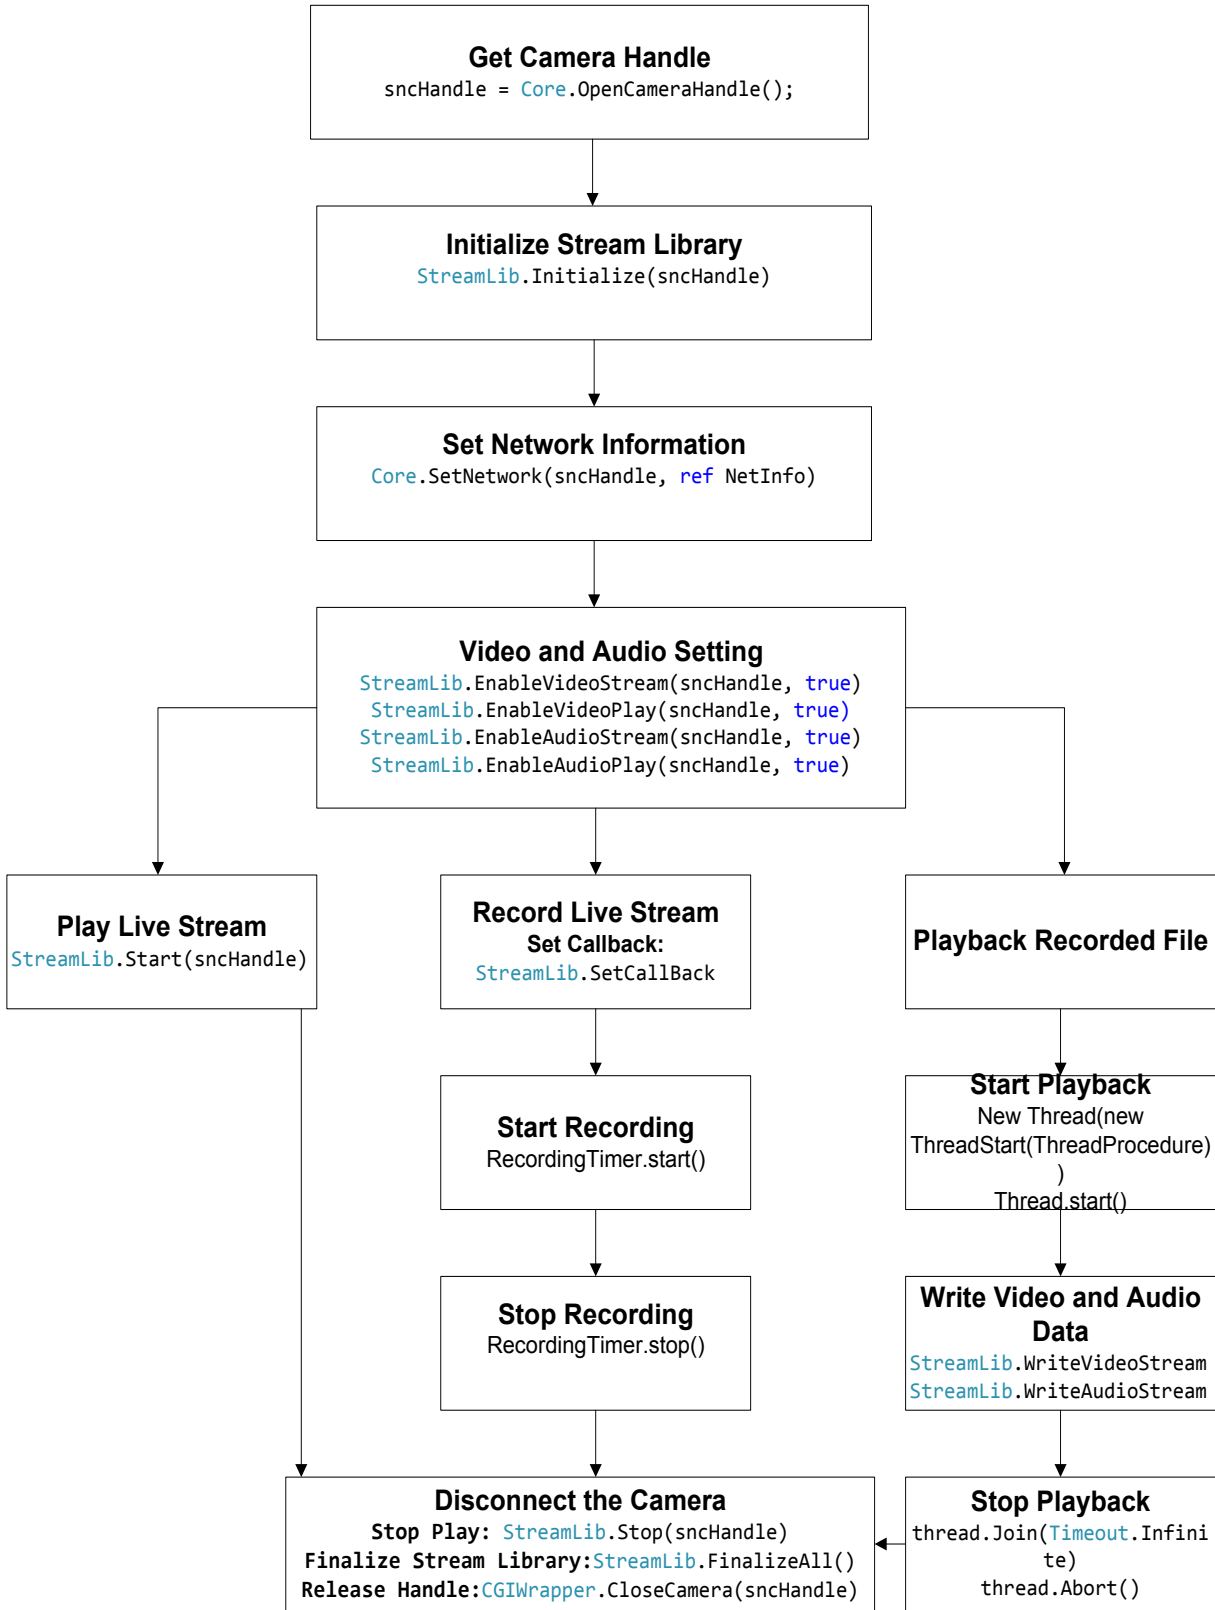 Get Camera Handle
sncHandle = Core.OpenCameraHandle();
Initialize Stream Library
StreamLib.Initialize(sncHandle)
Set Network Information
Core.SetNetwork(sncHandle, ref NetInfo)
Video and Audio Setting
StreamLib.EnableVideoStream(sncHandle, true)
StreamLib.EnableVideoPlay(sncHandle, true)
StreamLib.EnableAudioStream(sncHandle, true)
StreamLib.EnableAudioPlay(sncHandle, true)
Play Live Stream
StreamLib.Start(sncHandle)
Record Live Stream
Set Callback:
StreamLib.SetCallBack
Playback Recorded File
Start Recording
RecordingTimer.start()
Start Playback
New Thread(new
ThreadStart(ThreadProcedure)
)
Thread.start()
Stop Recording
RecordingTimer.stop()
Write Video and Audio
Data
StreamLib.WriteVideoStream
StreamLib.WriteAudioStream
Disconnect the Camera
Stop Play: StreamLib.Stop(sncHandle)
Finalize Stream Library:StreamLib.FinalizeAll()
Release Handle:CGIWrapper.CloseCamera(sncHandle)
Stop Playback
thread.Join(Timeout.Infini
te)
thread.Abort()